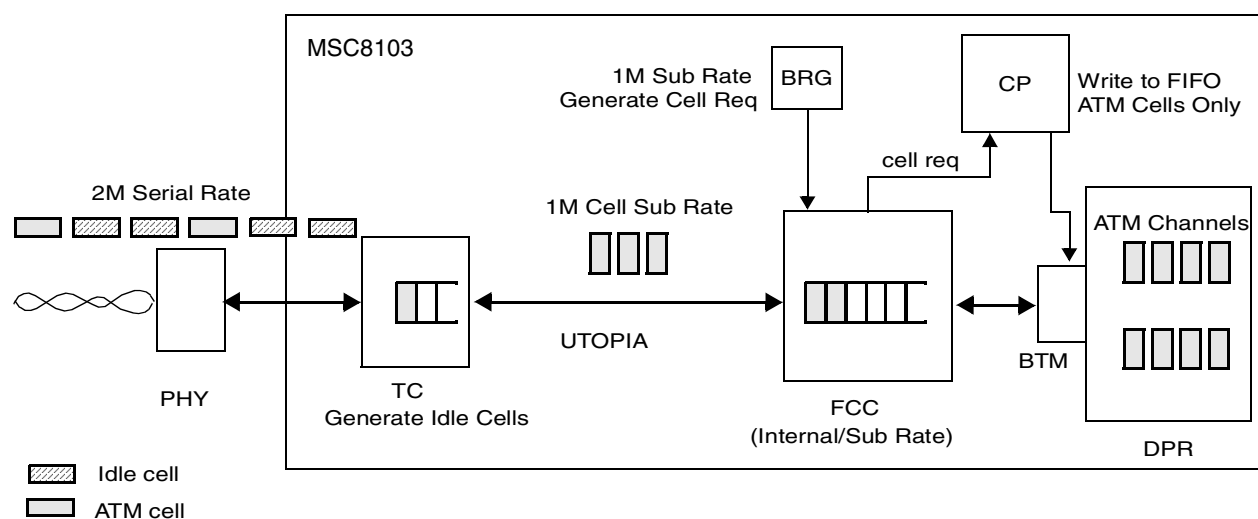 MSC8103
1M Sub Rate
Generate Cell Req
BRG
CP
Write to FIFO
ATM Cells Only
cell req
2M Serial Rate
1M Cell Sub Rate
ATM Channels
UTOPIA
BTM
PHY
TC
Generate Idle Cells
FCC
(Internal/Sub Rate)
DPR
Idle cell
ATM cell